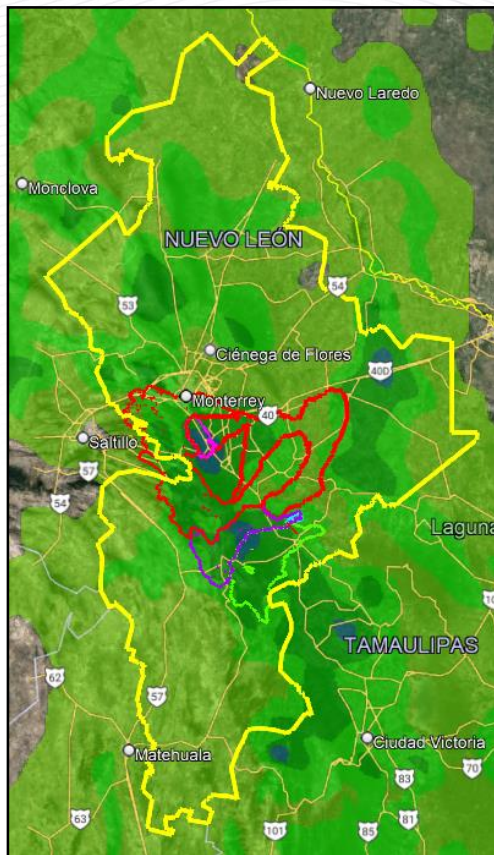 Nuevo Laredo
Monclova
NUEVO LEÓN
54
53
Ciénega de Flores
40D
Monterrey
40
Saltillo
57
54
Laguna
10
TAMAULIPAS
62
57
Ciudad Victoria
Matehuala
70
83
63
81
101
85